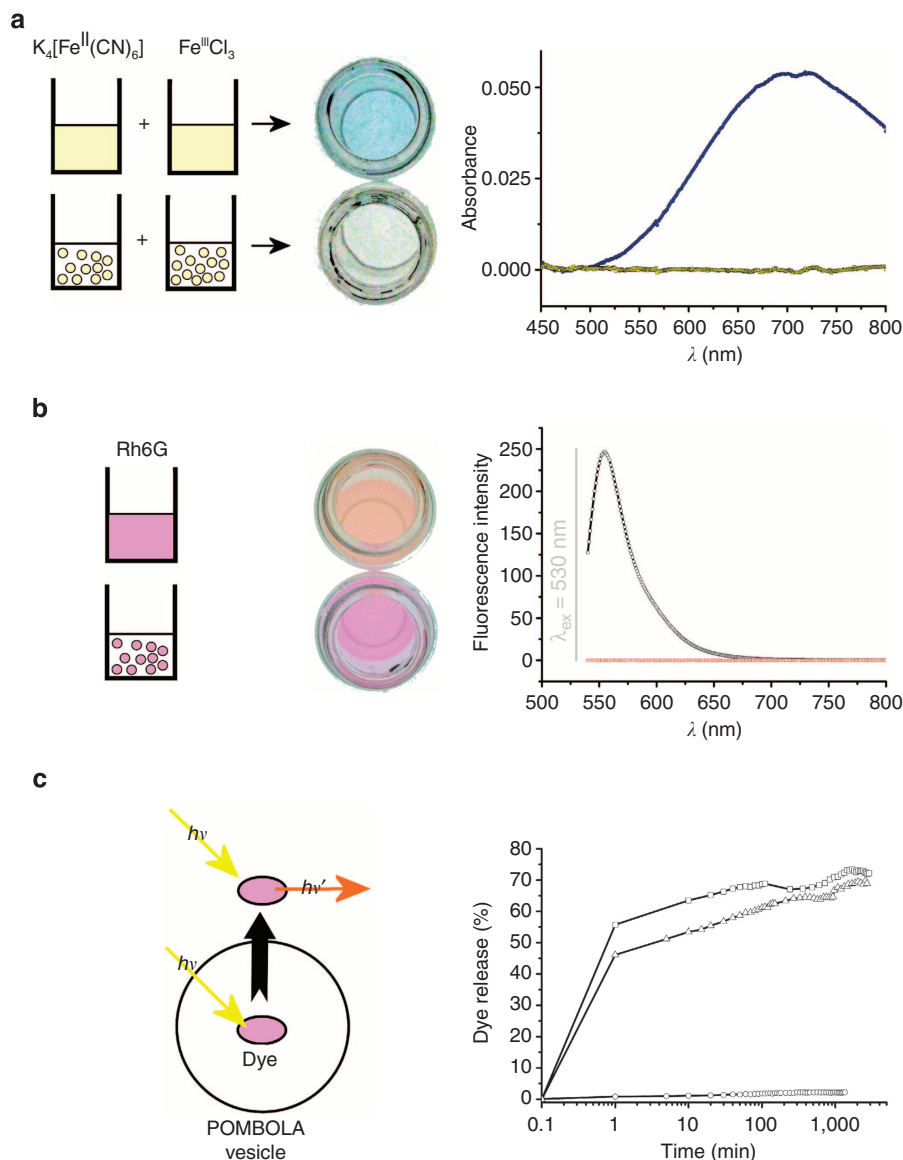 a
K₄[Feᴵᴵ(CN)₆]
FeᴵᴵᴵCl₃
+
+
Absorbance
0.050
0.025
0.000
450 500 550 600 650 700 750 800
λ (nm)
b
Rh6G
Fluorescence intensity
250
200
150
100
50
0
λex = 530 nm
500 550 600 650 700 750 800
λ (nm)
c
hν
hν′
hν
Dye
POMBOLA
vesicle
Dye release (%)
80
70
60
50
40
30
20
10
0
0.1 1 10 100 1,000
Time (min)